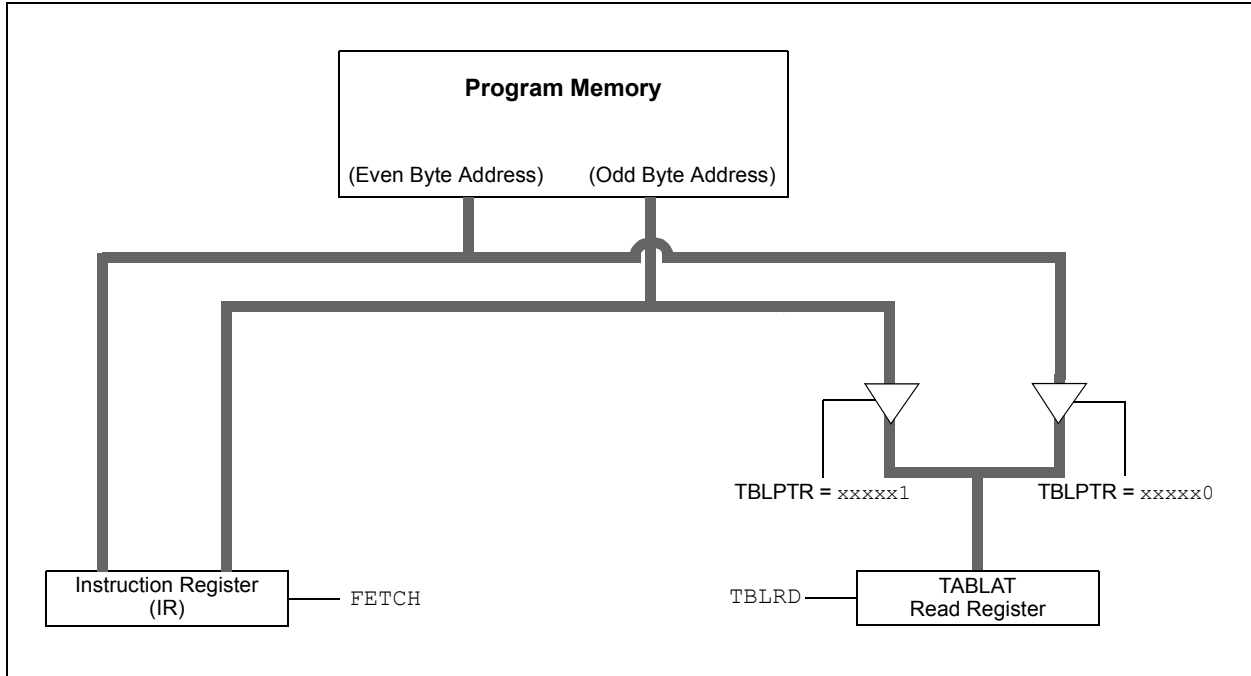 Program Memory
(Even Byte Address) (Odd Byte Address)
TBLPTR = xxxxx1 TBLPTR = xxxxx0
Instruction Register
(IR)
FETCH
TBLRD
TABLAT
Read Register